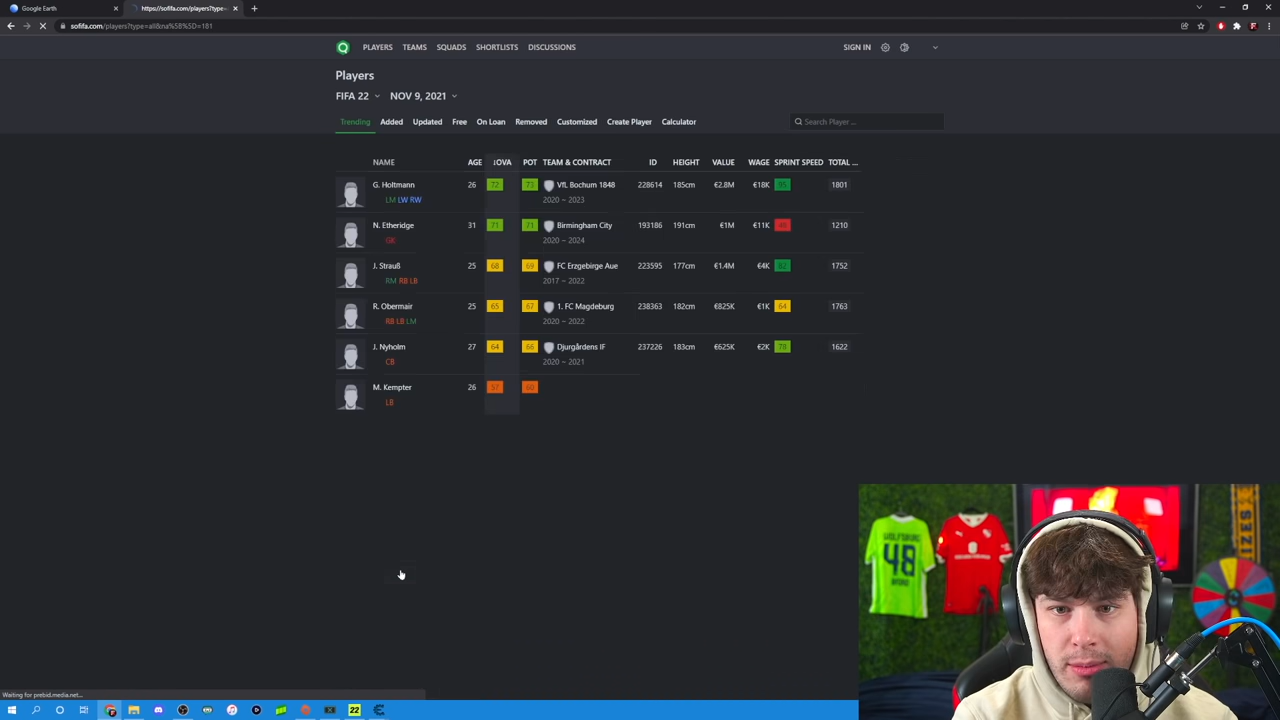 Google Earth
https://sofifa.com/players?type=
sofifa.com/players?type=all&na%5B%5D=181
PLAYERS TEAMS SQUADS SHORTLISTS DISCUSSIONS SIGN IN
Players
FIFA 22 NOV 9, 2021
Trending Added Updated Free On Loan Removed Customized Create Player Calculator Search Player ...
NAME AGE ↓OVA POT TEAM & CONTRACT ID HEIGHT VALUE WAGE SPRINT SPEED TOTAL ...
G. Holtmann 26 72 73 VfL Bochum 1848 228614 185cm €2.8M €18K 1801
LM LW RW 2020 ~ 2023
N. Etheridge 31 71 71 Birmingham City 193186 191cm €1M €11K 1210
GK 2020 ~ 2024
J. Strauß 25 68 69 FC Erzgebirge Aue 223595 177cm €1.4M €4K 82 1752
RM RB LB 2017 ~ 2022
R. Obermair 25 65 67 1. FC Magdeburg 238363 182cm €825K €1K 64 1763
RB LB LM 2020 ~ 2022
J. Nyholm 27 64 66 Djurgårdens IF 237226 183cm €625K €2K 78 1622
CB 2020 ~ 2021
M. Kempter 26 57 60
LB
WOLFSBURG
48
Waiting for prebid.media.net...
22